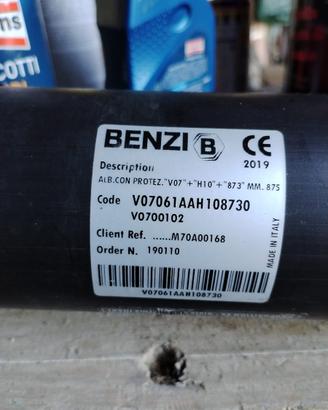 ms
COTTI
BENZI B CE
2019
Description
ALB.CON PROTEZ."V07"+"H10"+"873" MM. 875
Code V07061AAH108730
V0700102
Client Ref. ......M70A00168
Order N. 190110
MADE IN ITALY
V07061AAH108730